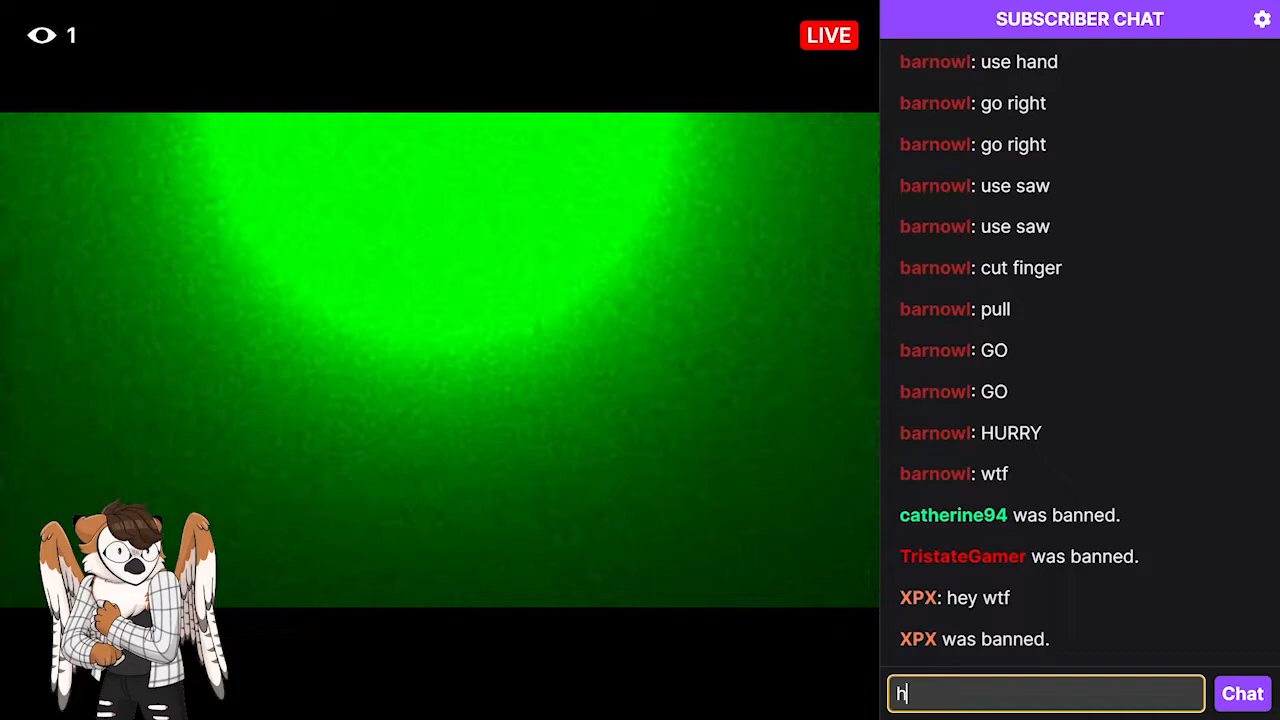 1
LIVE
SUBSCRIBER CHAT
barnowl: use hand
barnowl: go right
barnowl: go right
barnowl: use saw
barnowl: use saw
barnowl: cut finger
barnowl: pull
barnowl: GO
barnowl: GO
barnowl: HURRY
barnowl: wtf
catherine94 was banned.
TristateGamer was banned.
XPX: hey wtf
XPX was banned.
h
Chat